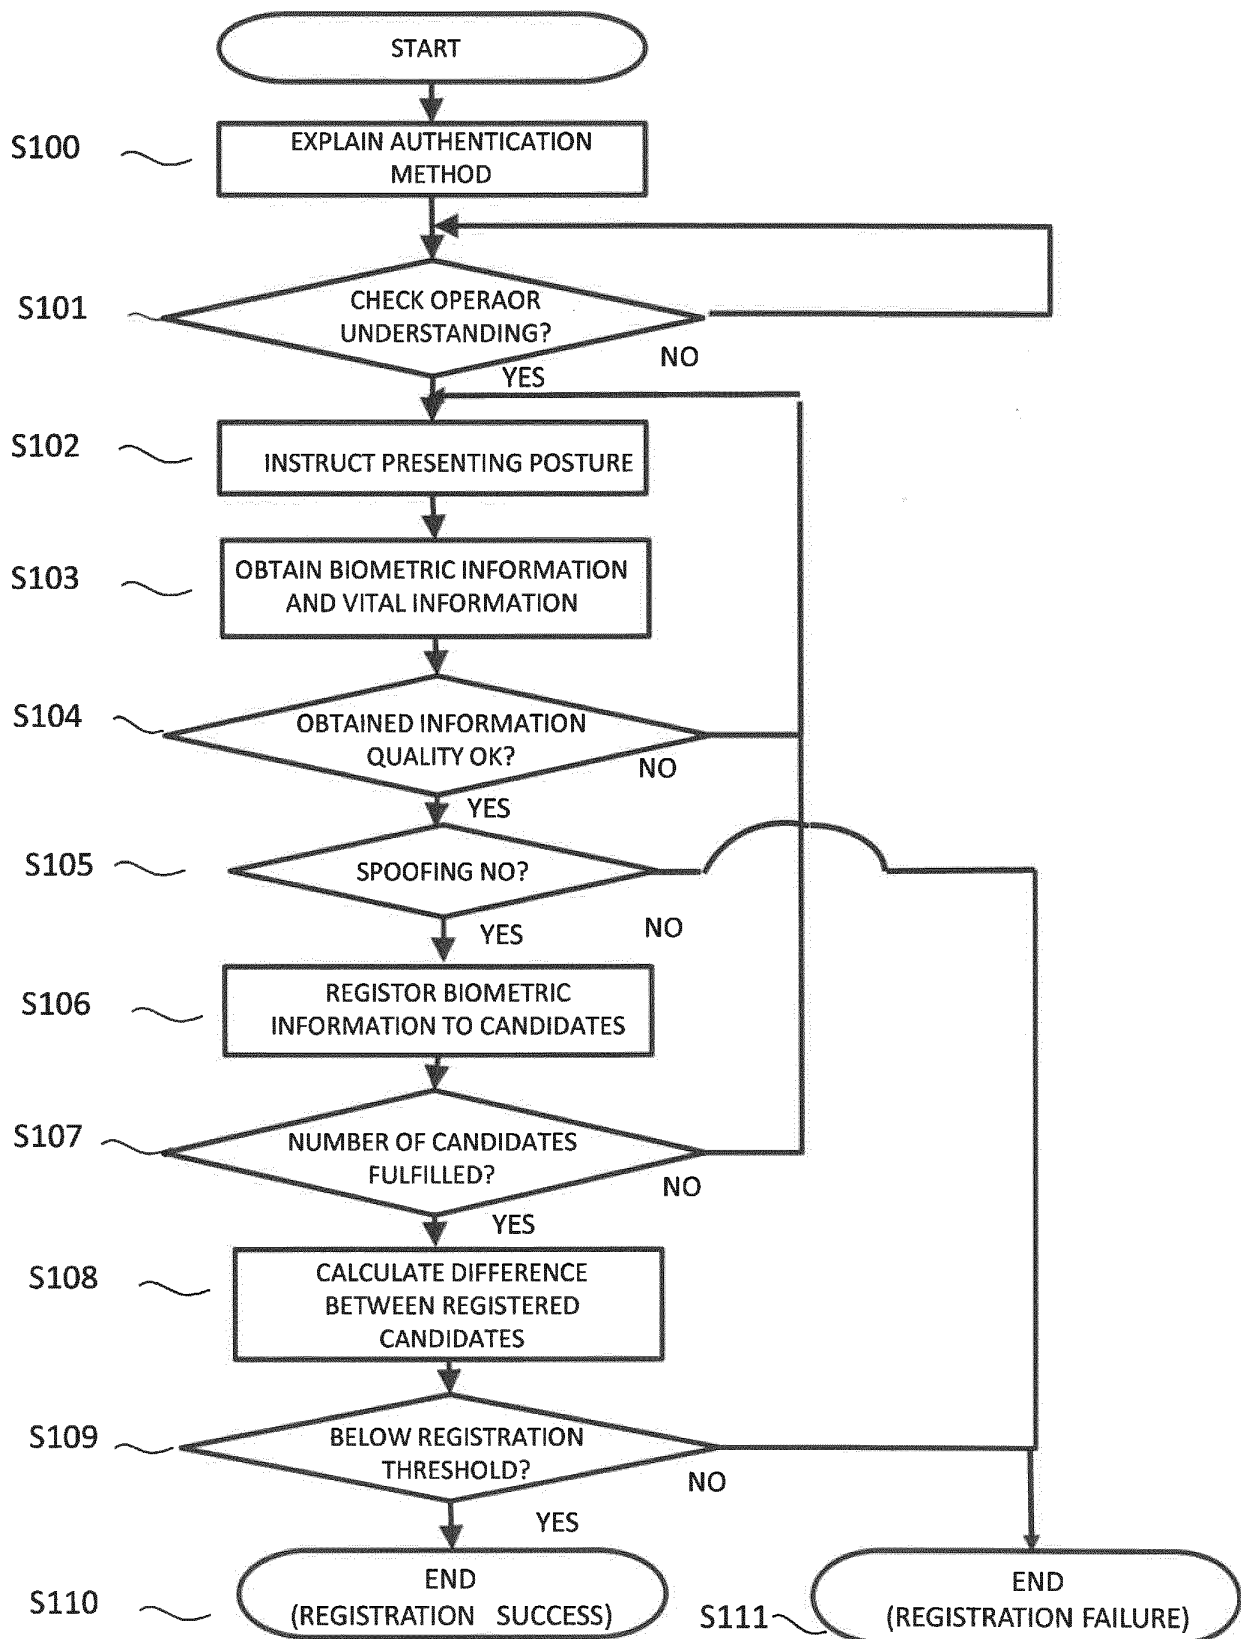 START
S100
EXPLAIN AUTHENTICATION
METHOD
S101
CHECK OPERAOR
UNDERSTANDING?
NO
YES
S102
INSTRUCT PRESENTING POSTURE
S103
OBTAIN BIOMETRIC INFORMATION
AND VITAL INFORMATION
S104
OBTAINED INFORMATION
QUALITY OK?
NO
YES
S105
SPOOFING NO?
NO
YES
S106
REGISTOR BIOMETRIC
INFORMATION TO CANDIDATES
S107
NUMBER OF CANDIDATES
FULFILLED?
NO
YES
S108
CALCULATE DIFFERENCE
BETWEEN REGISTERED
CANDIDATES
S109
BELOW REGISTRATION
THRESHOLD?
NO
YES
S110
END
(REGISTRATION SUCCESS)
S111
END
(REGISTRATION FAILURE)